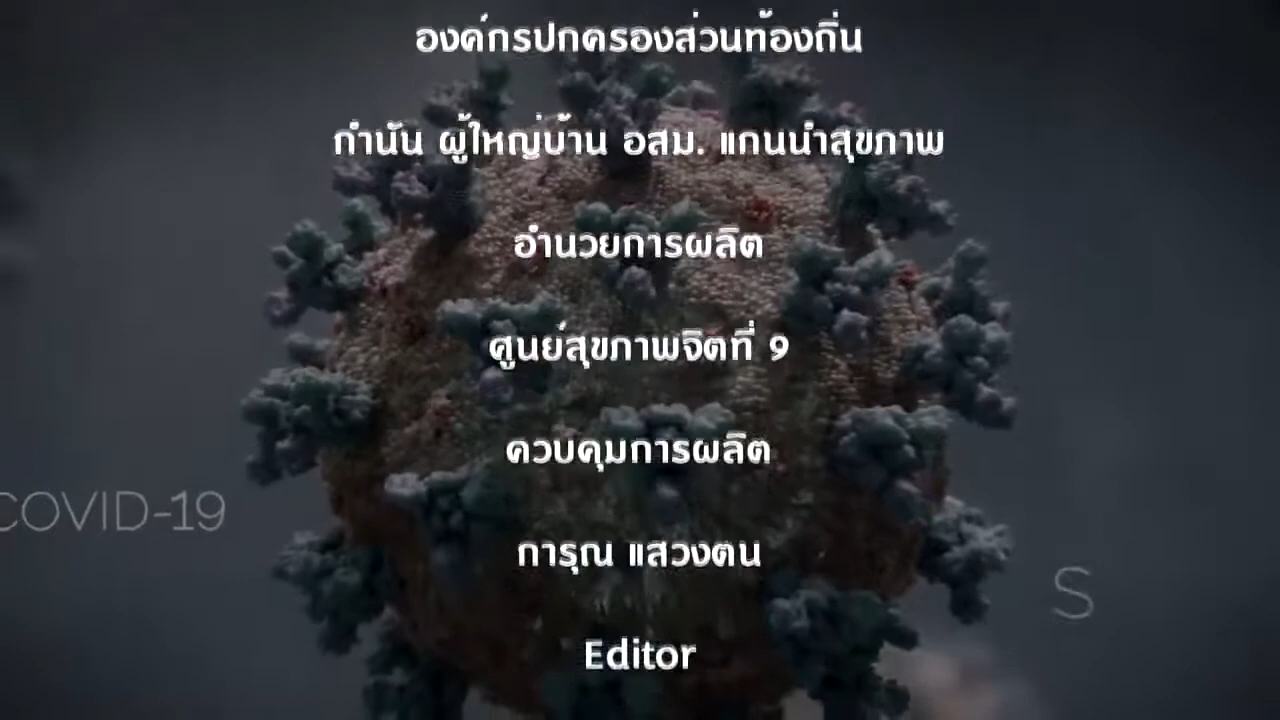 องค์กรปกครองส่วนท้องถิ่น
กำนัน ผู้ใหญ่บ้าน อสม. แกนนำสุขภาพ
อำนวยการผลิต
ศูนย์สุขภาพจิตที่ 9
ควบคุมการผลิต
COVID-19
การุณ แสวงตน
S
Editor